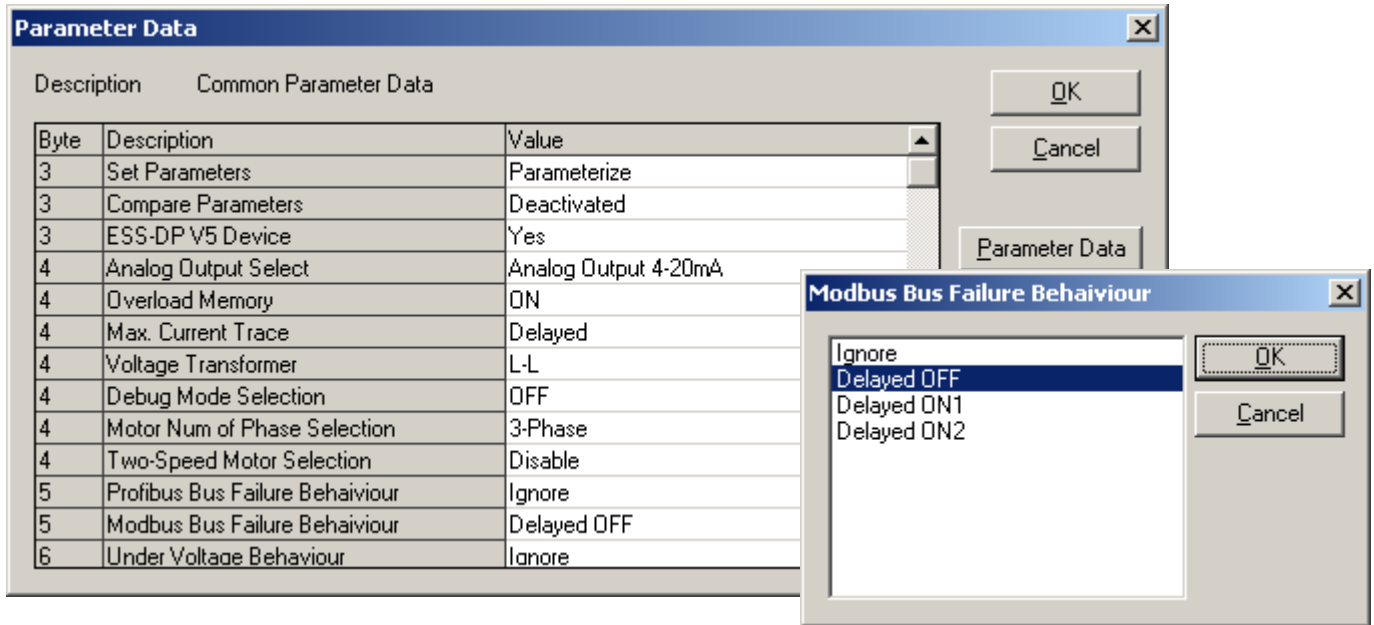 Parameter Data
Description Common Parameter Data
OK
Cancel
Parameter Data
Byte Description Value
3 Set Parameters Parameterize
3 Compare Parameters Deactivated
3 ESS-DP V5 Device Yes
4 Analog Output Select Analog Output 4-20mA
4 Overload Memory ON
4 Max. Current Trace Delayed
4 Voltage Transformer L-L
4 Debug Mode Selection OFF
4 Motor Num of Phase Selection 3-Phase
4 Two-Speed Motor Selection Disable
5 Profibus Bus Failure Behaiviour Ignore
5 Modbus Bus Failure Behaiviour Delayed OFF
6 Under Voltage Behaviour Ignore
Modbus Bus Failure Behaiviour
Ignore
Delayed OFF
Delayed ON1
Delayed ON2
OK
Cancel